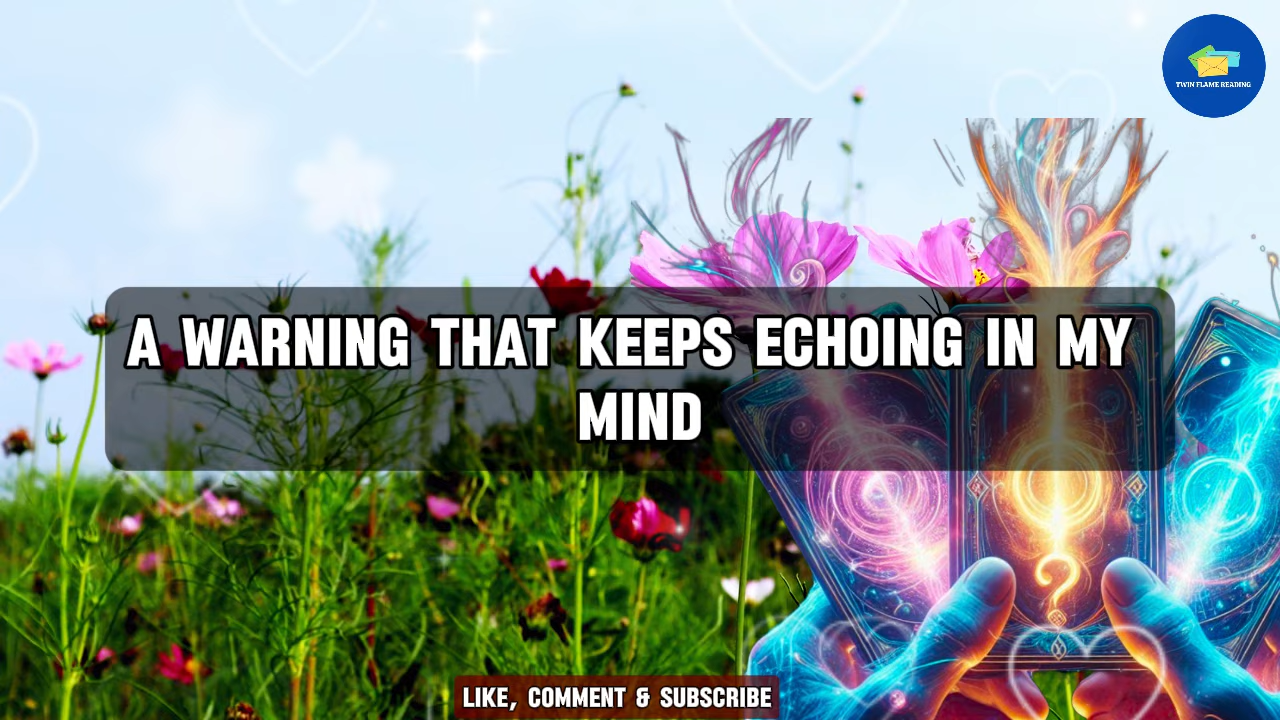 TWIN FLAME READING
A WARNING THAT KEEPS ECHOING IN MY
MIND
?
LIKE, COMMENT & SUBSCRIBE